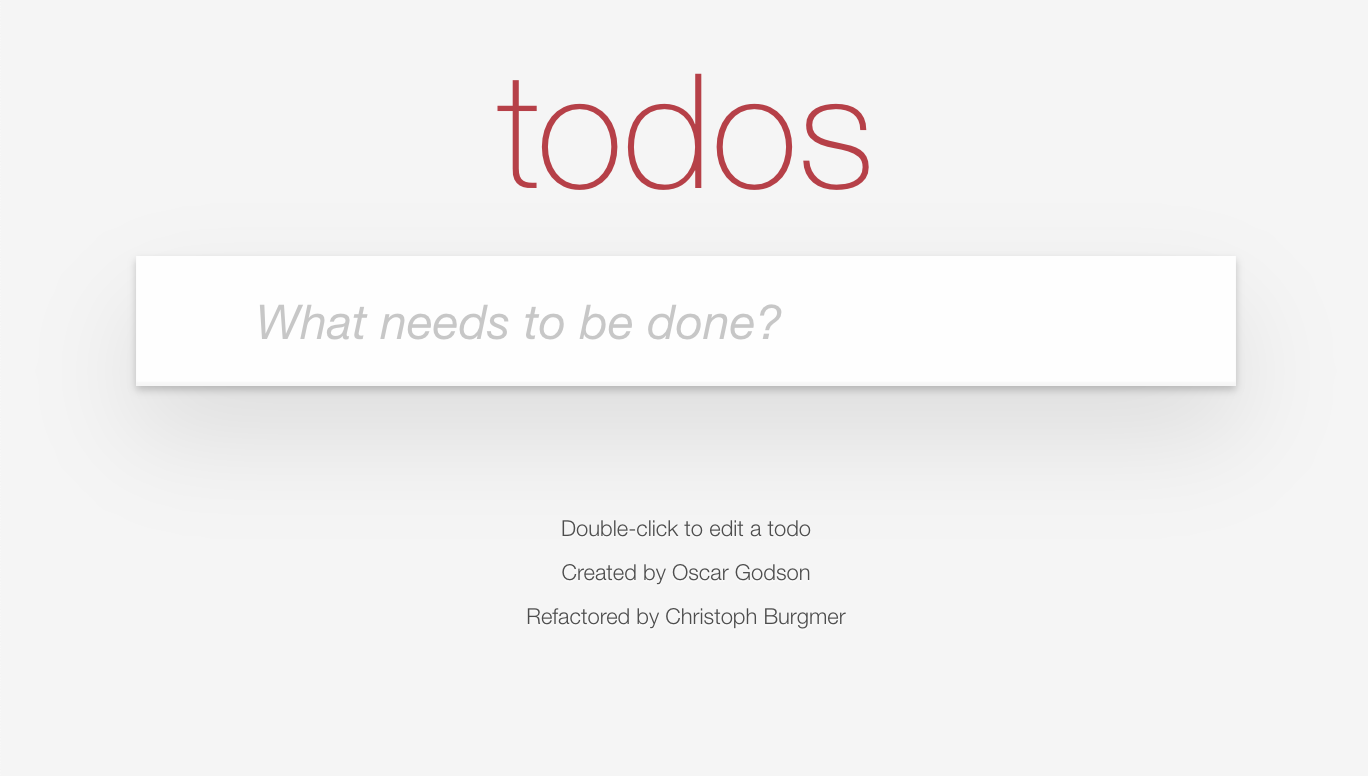 todos
What needs to be done?
Double-click to edit a todo
Created by Oscar Godson
Refactored by Christoph Burgmer